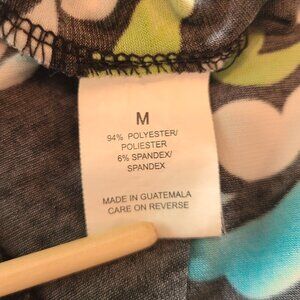 M
94% POLYESTER/
POLIESTER
6% SPANDEX/
SPANDEX
MADE IN GUATEMALA
CARE ON REVERSE